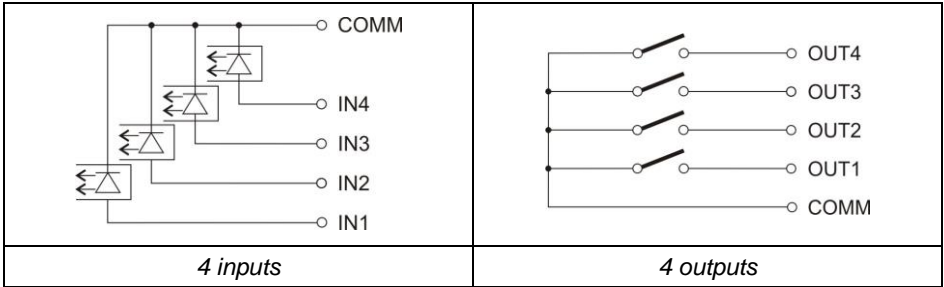 COMM
IN4
IN3
IN2
IN1
4 inputs
OUT4
OUT3
OUT2
OUT1
COMM
4 outputs